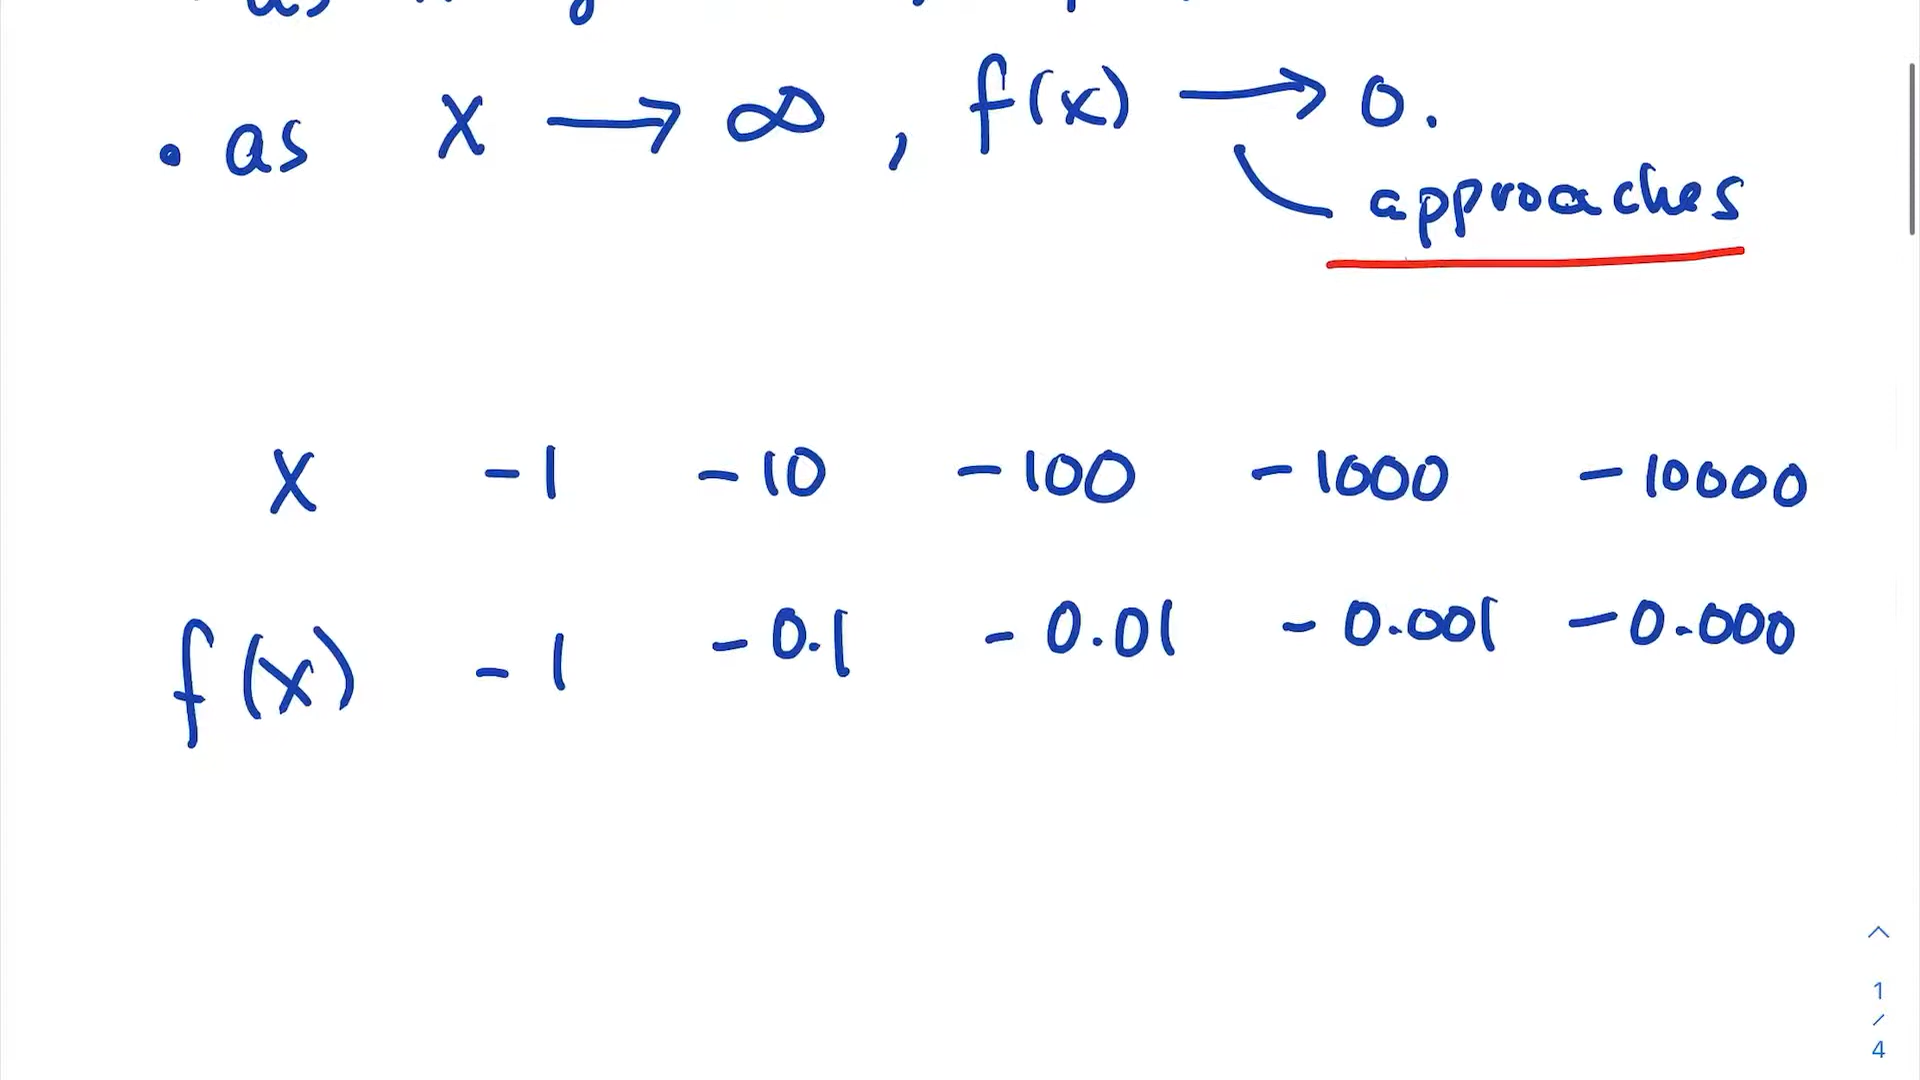 • as x → ∞, f(x) → 0.
approaches
x -1 -10 -100 -1000 -10000
f(x) -1 -0.1 -0.01 -0.001 -0.000
1
/
4